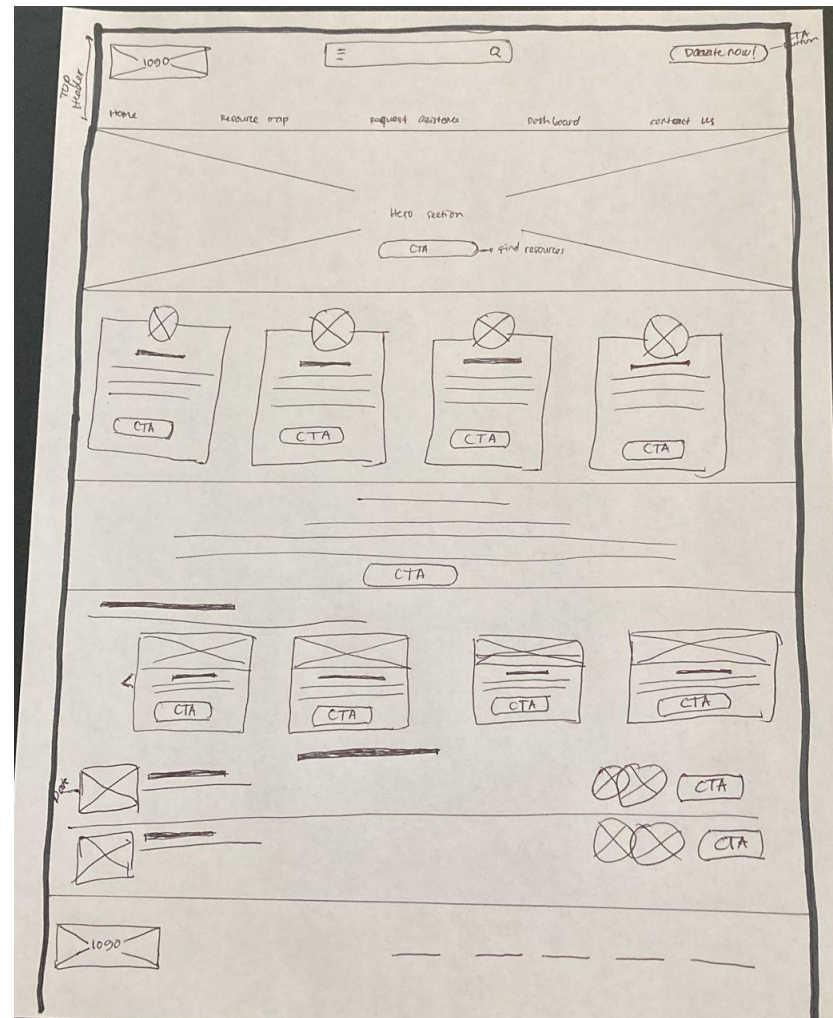 Top
Header
logo
Donate now!
CTA
button
Home
Resource map
Request assistance
Dashboard
contact us
Hero section
CTA
Find resources
CTA
CTA
CTA
CTA
CTA
CTA
CTA
CTA
CTA
CTA
CTA
logo